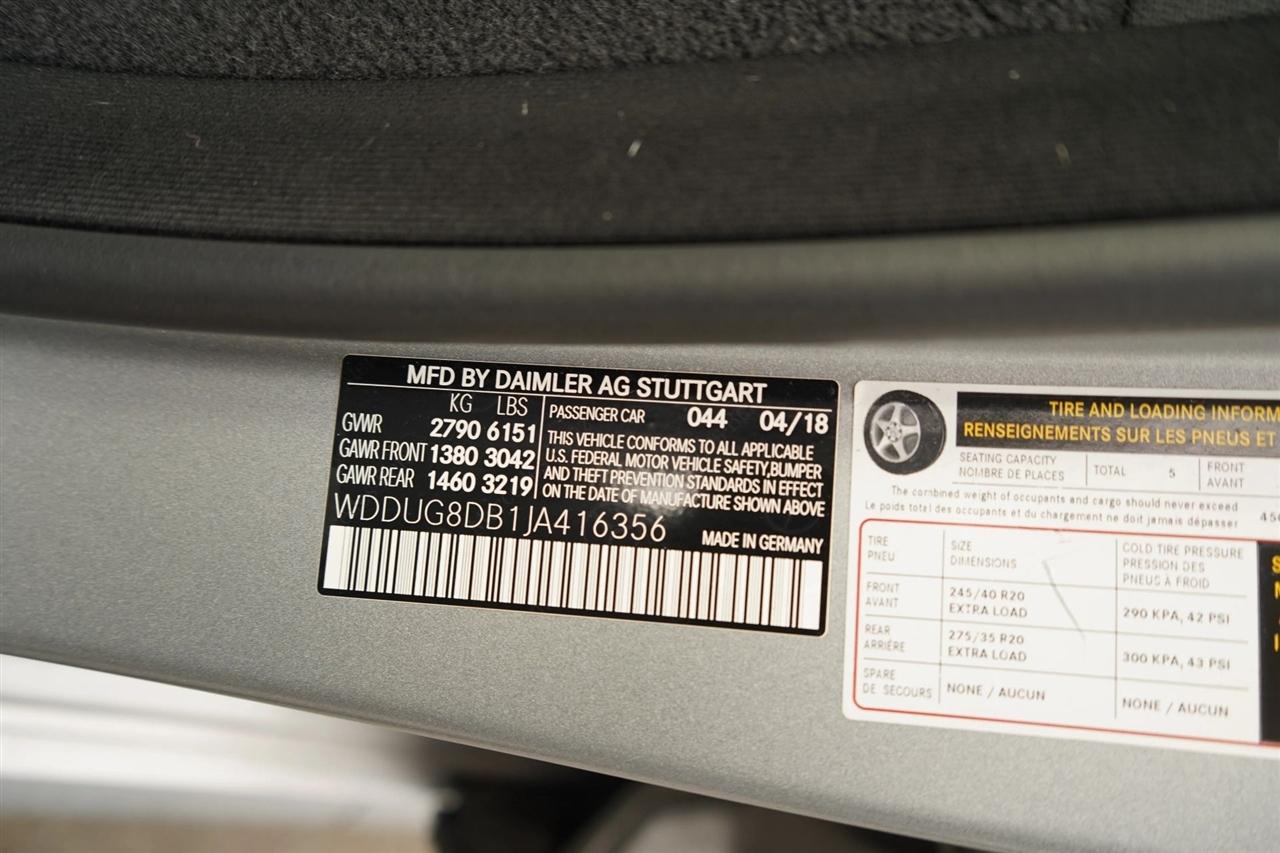 MFD BY DAIMLER AG STUTTGART
KG LBS
GVWR 2790 6151
GAWR FRONT 1380 3042
GAWR REAR 1460 3219
PASSENGER CAR 044 04/18
THIS VEHICLE CONFORMS TO ALL APPLICABLE
U.S. FEDERAL MOTOR VEHICLE SAFETY,BUMPER
AND THEFT PREVENTION STANDARDS IN EFFECT
ON THE DATE OF MANUFACTURE SHOWN ABOVE
WDDUG8DB1JA416356
MADE IN GERMANY
TIRE AND LOADING INFORM
RENSEIGNEMENTS SUR LES PNEUS ET
SEATING CAPACITY
NOMBRE DE PLACES
TOTAL 5
FRONT
AVANT
The combined weight of occupants and cargo should never exceed
Le poids total des occupants et du chargement ne doit jamais dépasser
TIRE
PNEU
SIZE
DIMENSIONS
COLD TIRE PRESSURE
PRESSION DES
PNEUS À FROID
FRONT
AVANT
245/40 R20
EXTRA LOAD
290 KPA, 42 PSI
REAR
ARRIÈRE
275/35 R20
EXTRA LOAD
300 KPA, 43 PSI
SPARE
DE SECOURS
NONE / AUCUN
NONE / AUCUN